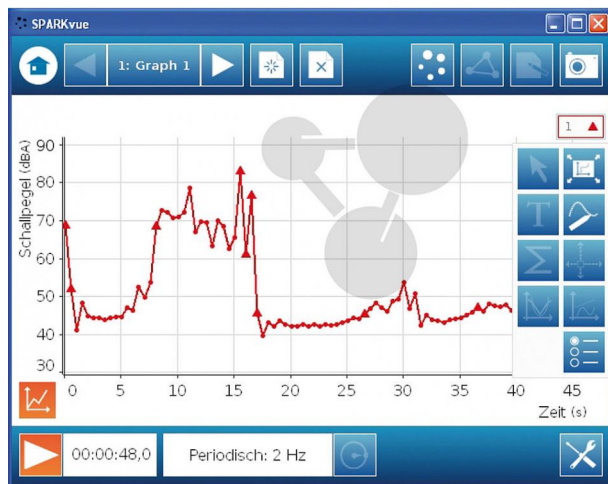 SPARKvue
1: Graph 1
1
Schallpegel (dBA)
90
80
70
60
50
40
30
0 5 10 15 20 25 30 35 40 45
Zeit (s)
T
Σ
00:00:48,0
Periodisch: 2 Hz